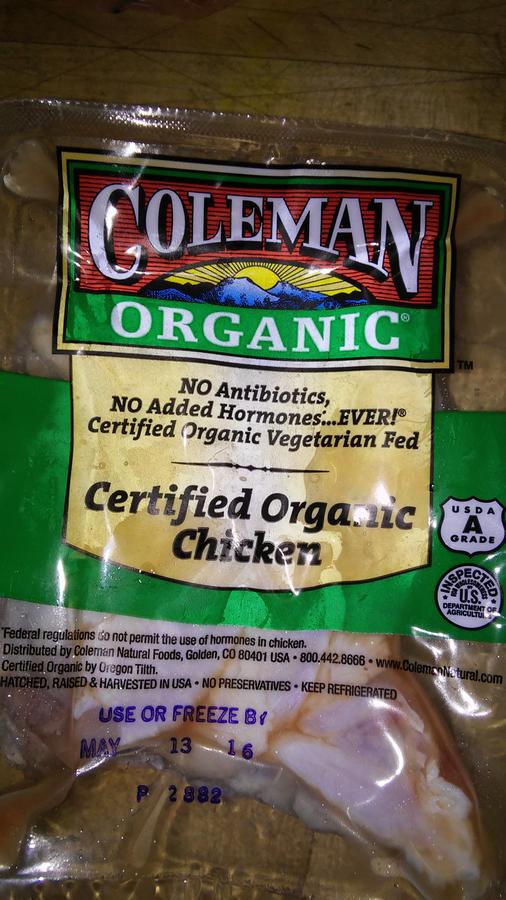 COLEMAN
ORGANIC®
TM
NO Antibiotics,
NO Added Hormones*...EVER!®
Certified Organic Vegetarian Fed
Certified Organic
Chicken
USDA
A
GRADE
INSPECTED
FOR WHOLESOMENESS BY
U.S.
DEPARTMENT OF
AGRICULTURE
*Federal regulations do not permit the use of hormones in chicken.
Distributed by Coleman Natural Foods, Golden, CO 80401 USA • 800.442.8666 • www.ColemanNatural.com
Certified Organic by Oregon Tilth.
HATCHED, RAISED & HARVESTED IN USA • NO PRESERVATIVES • KEEP REFRIGERATED
USE OR FREEZE BY
MAY 13 16
P 2882